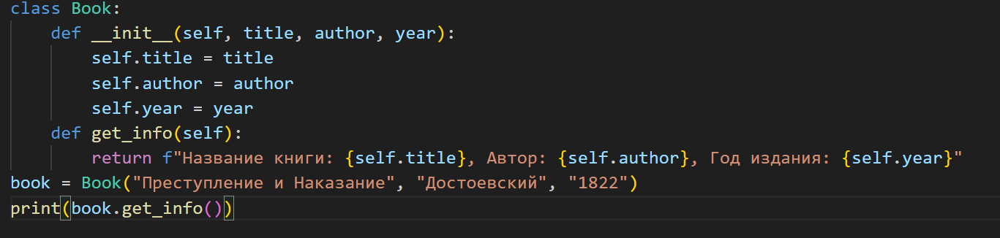 class Book:
    def __init__(self, title, author, year):
        self.title = title
        self.author = author
        self.year = year
    def get_info(self):
        return f"Название книги: {self.title}, Автор: {self.author}, Год издания: {self.year}"
book = Book("Преступление и Наказание", "Достоевский", "1822")
print(book.get_info())